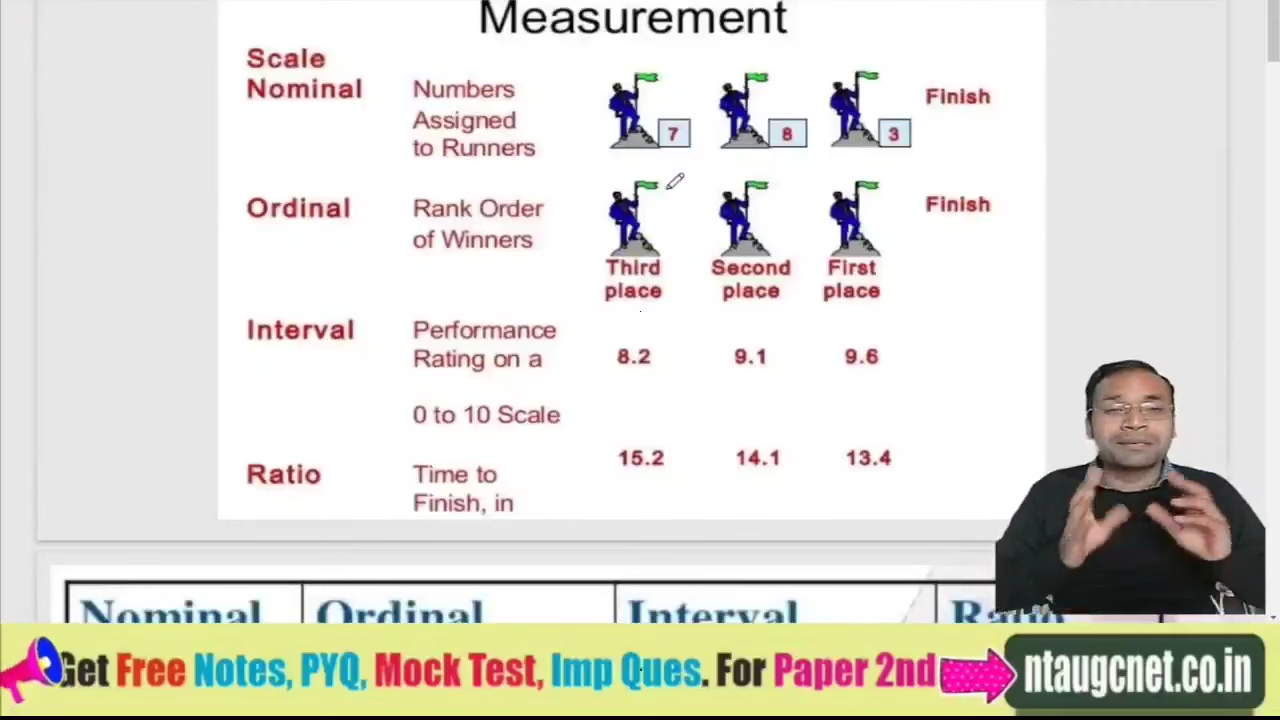 Measurement
Scale
Nominal
Numbers
Assigned
to Runners
7
8
3
Finish
Ordinal
Rank Order
of Winners
Third
place
Second
place
First
place
Finish
Interval
Performance
Rating on a
0 to 10 Scale
8.2
9.1
9.6
Ratio
Time to
Finish, in
15.2
14.1
13.4
Nominal
Ordinal
Interval
Ratio
Get Free Notes, PYQ, Mock Test, Imp Ques. For Paper 2nd
ntaugcnet.co.in